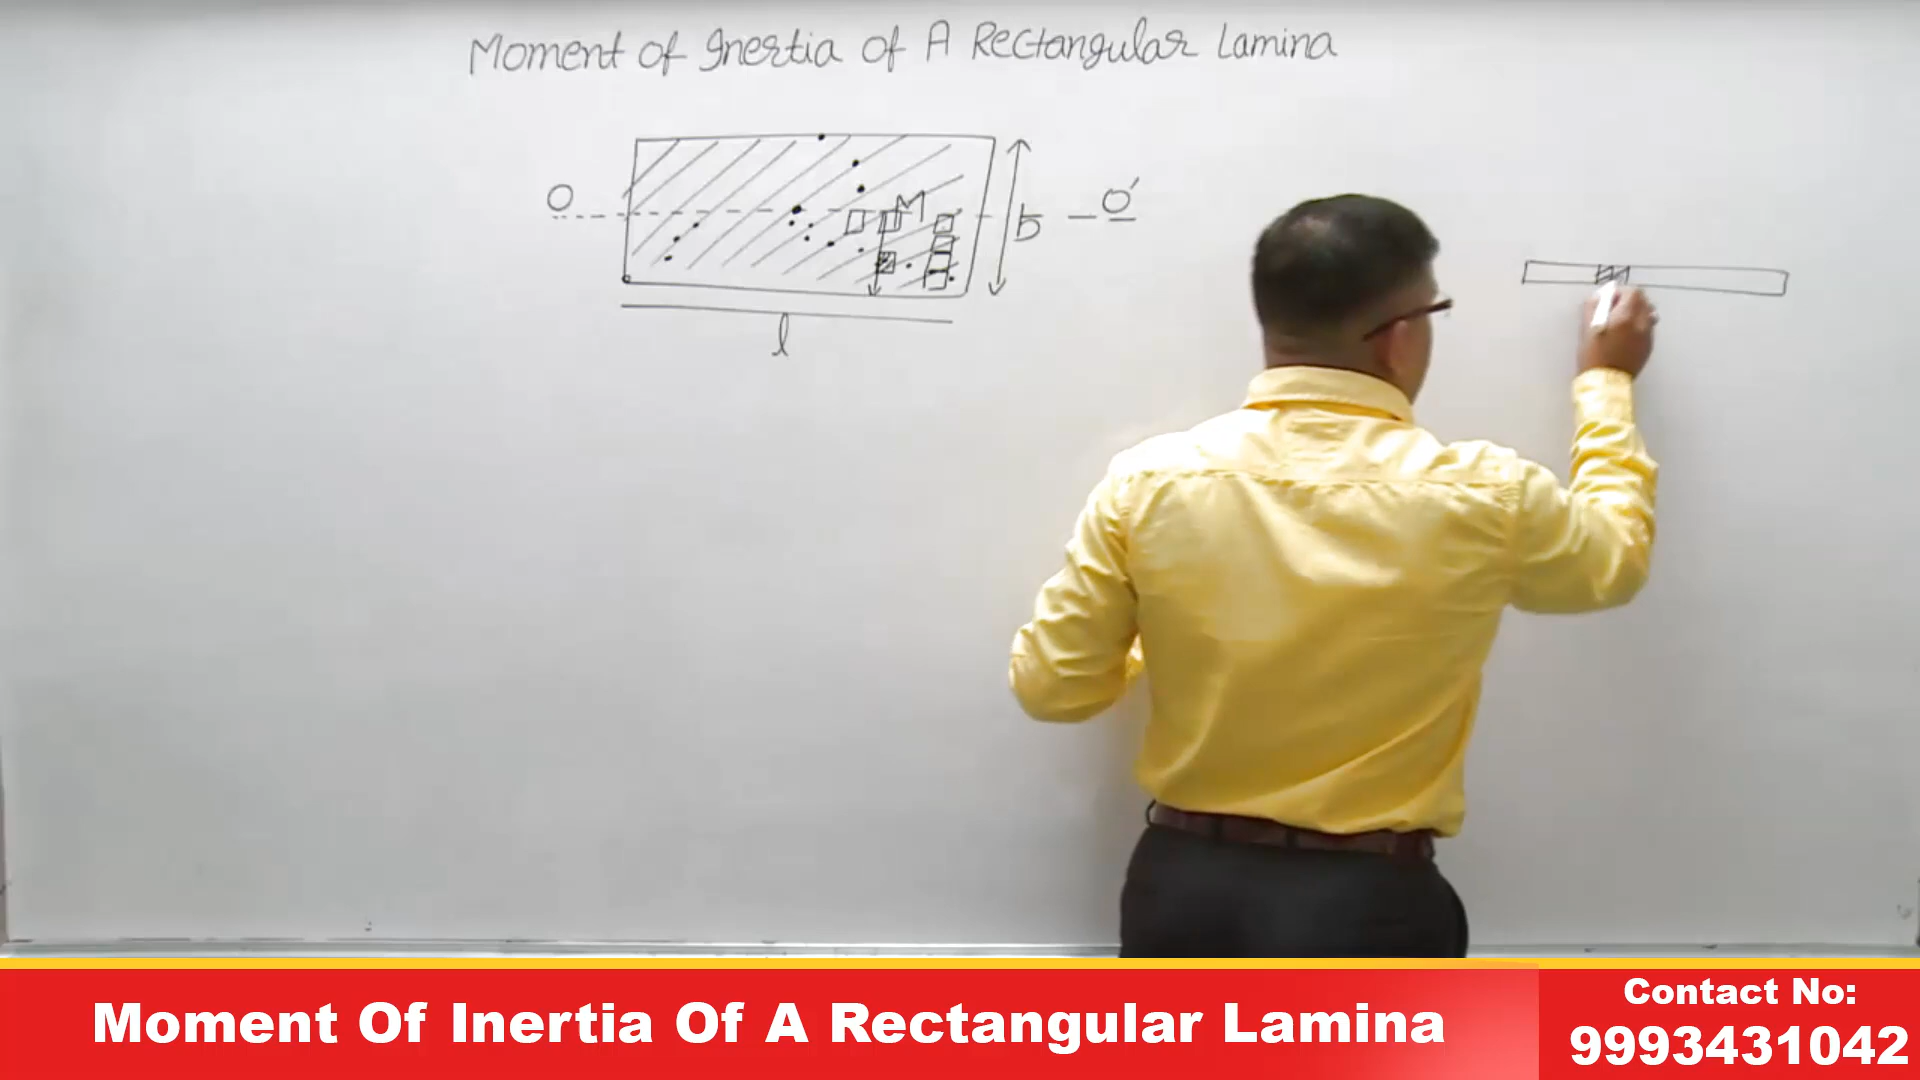 Moment of Inertia of A Rectangular Lamina
O
M
b
O'
l
Moment Of Inertia Of A Rectangular Lamina
Contact No:
9993431042